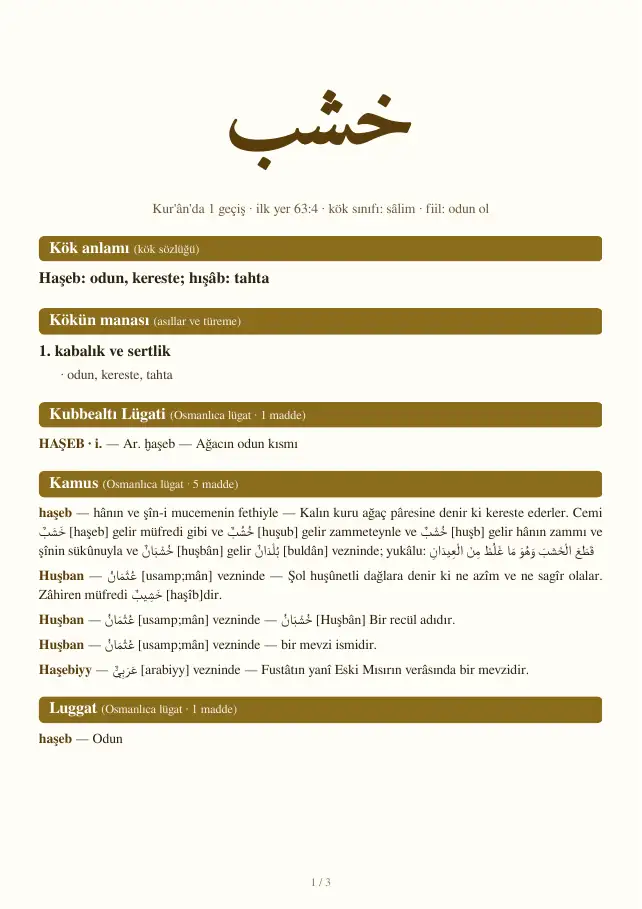 خشب
Kur'ân'da 1 geçiş · ilk yer 63:4 · kök sınıfı: sâlim · fiil: odun ol
Kök anlamı (kök sözlüğü)
Haşeb: odun, kereste; hışâb: tahta
Kökün manası (asıllar ve türeme)
1. kabalık ve sertlik
· odun, kereste, tahta
Kubbealtı Lügati (Osmanlıca lügat · 1 madde)
HAŞEB · i. — Ar. ḫaşeb — Ağacın odun kısmı
Kamus (Osmanlıca lügat · 5 madde)
haşeb — hânın ve şîn-i mucemenin fethiyle — Kalın kuru ağaç pâresine denir ki kereste ederler. Cemi
خَشَبٌ [haşeb] gelir müfredi gibi ve خُشُبٌ [huşub] gelir zammeteynle ve خُشْبٌ [huşb] gelir hânın zammı ve
şînin sükûnuyla ve خُشْبَانٌ [huşbân] gelir بُلْدَانٌ [buldân] vezninde; yukâlu: قَطَعَ الْخَشَبَ وَهُوَ مَا غَلُظَ مِنَ الْعِيدَانِ
Huşban — عُثْمَانُ [usamp;mân] vezninde — Şol huşûnetli dağlara denir ki ne azîm ve ne sagîr olalar.
Zâhiren müfredi خَشِيبٌ [haşîb]dir.
Huşban — عُثْمَانُ [usamp;mân] vezninde — خُشْبَانُ [Huşbân] Bir recül adıdır.
Huşban — عُثْمَانُ [usamp;mân] vezninde — bir mevzi ismidir.
Haşebiyy — عَرَبِيٌّ [arabiyy] vezninde — Fustâtın yanî Eski Mısırın verâsında bir mevzidir.
Luggat (Osmanlıca lügat · 1 madde)
haşeb — Odun
1 / 3